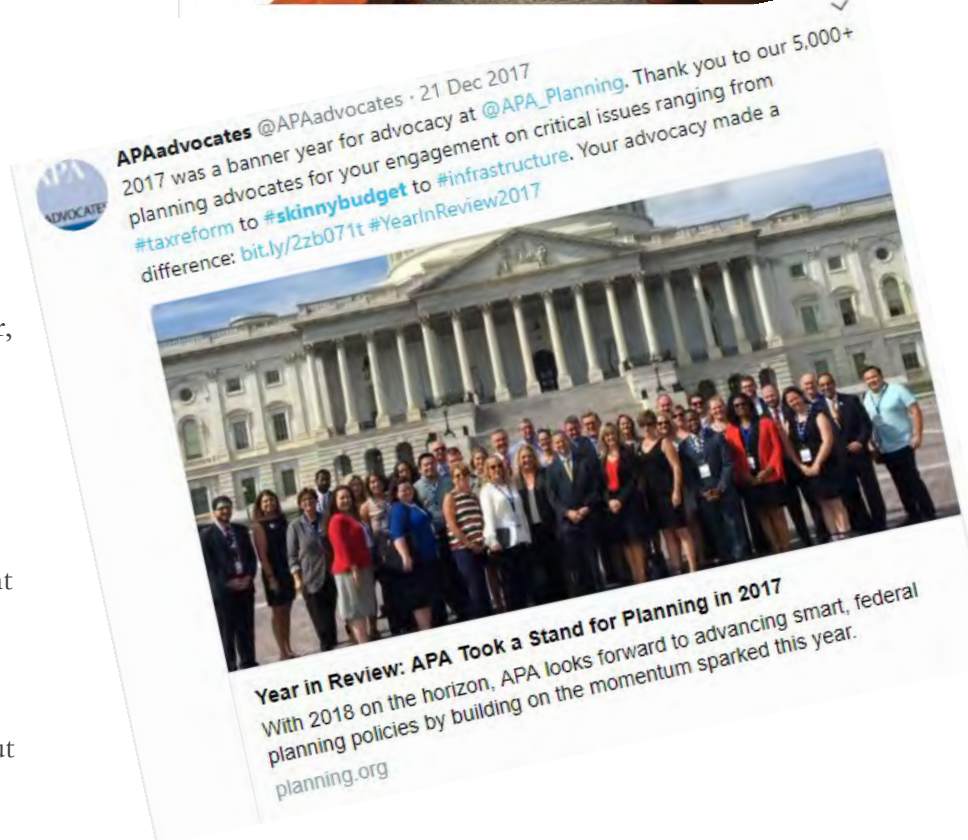 APAadvocates @APAadvocates · 21 Dec 2017
2017 was a banner year for advocacy at @APA_Planning. Thank you to our 5,000+
planning advocates for your engagement on critical issues ranging from
#taxreform to #skinnybudget to #infrastructure. Your advocacy made a
difference: bit.ly/2zb071t #YearInReview2017
APA
ADVOCATES
Year in Review: APA Took a Stand for Planning in 2017
With 2018 on the horizon, APA looks forward to advancing smart, federal
planning policies by building on the momentum sparked this year.
planning.org